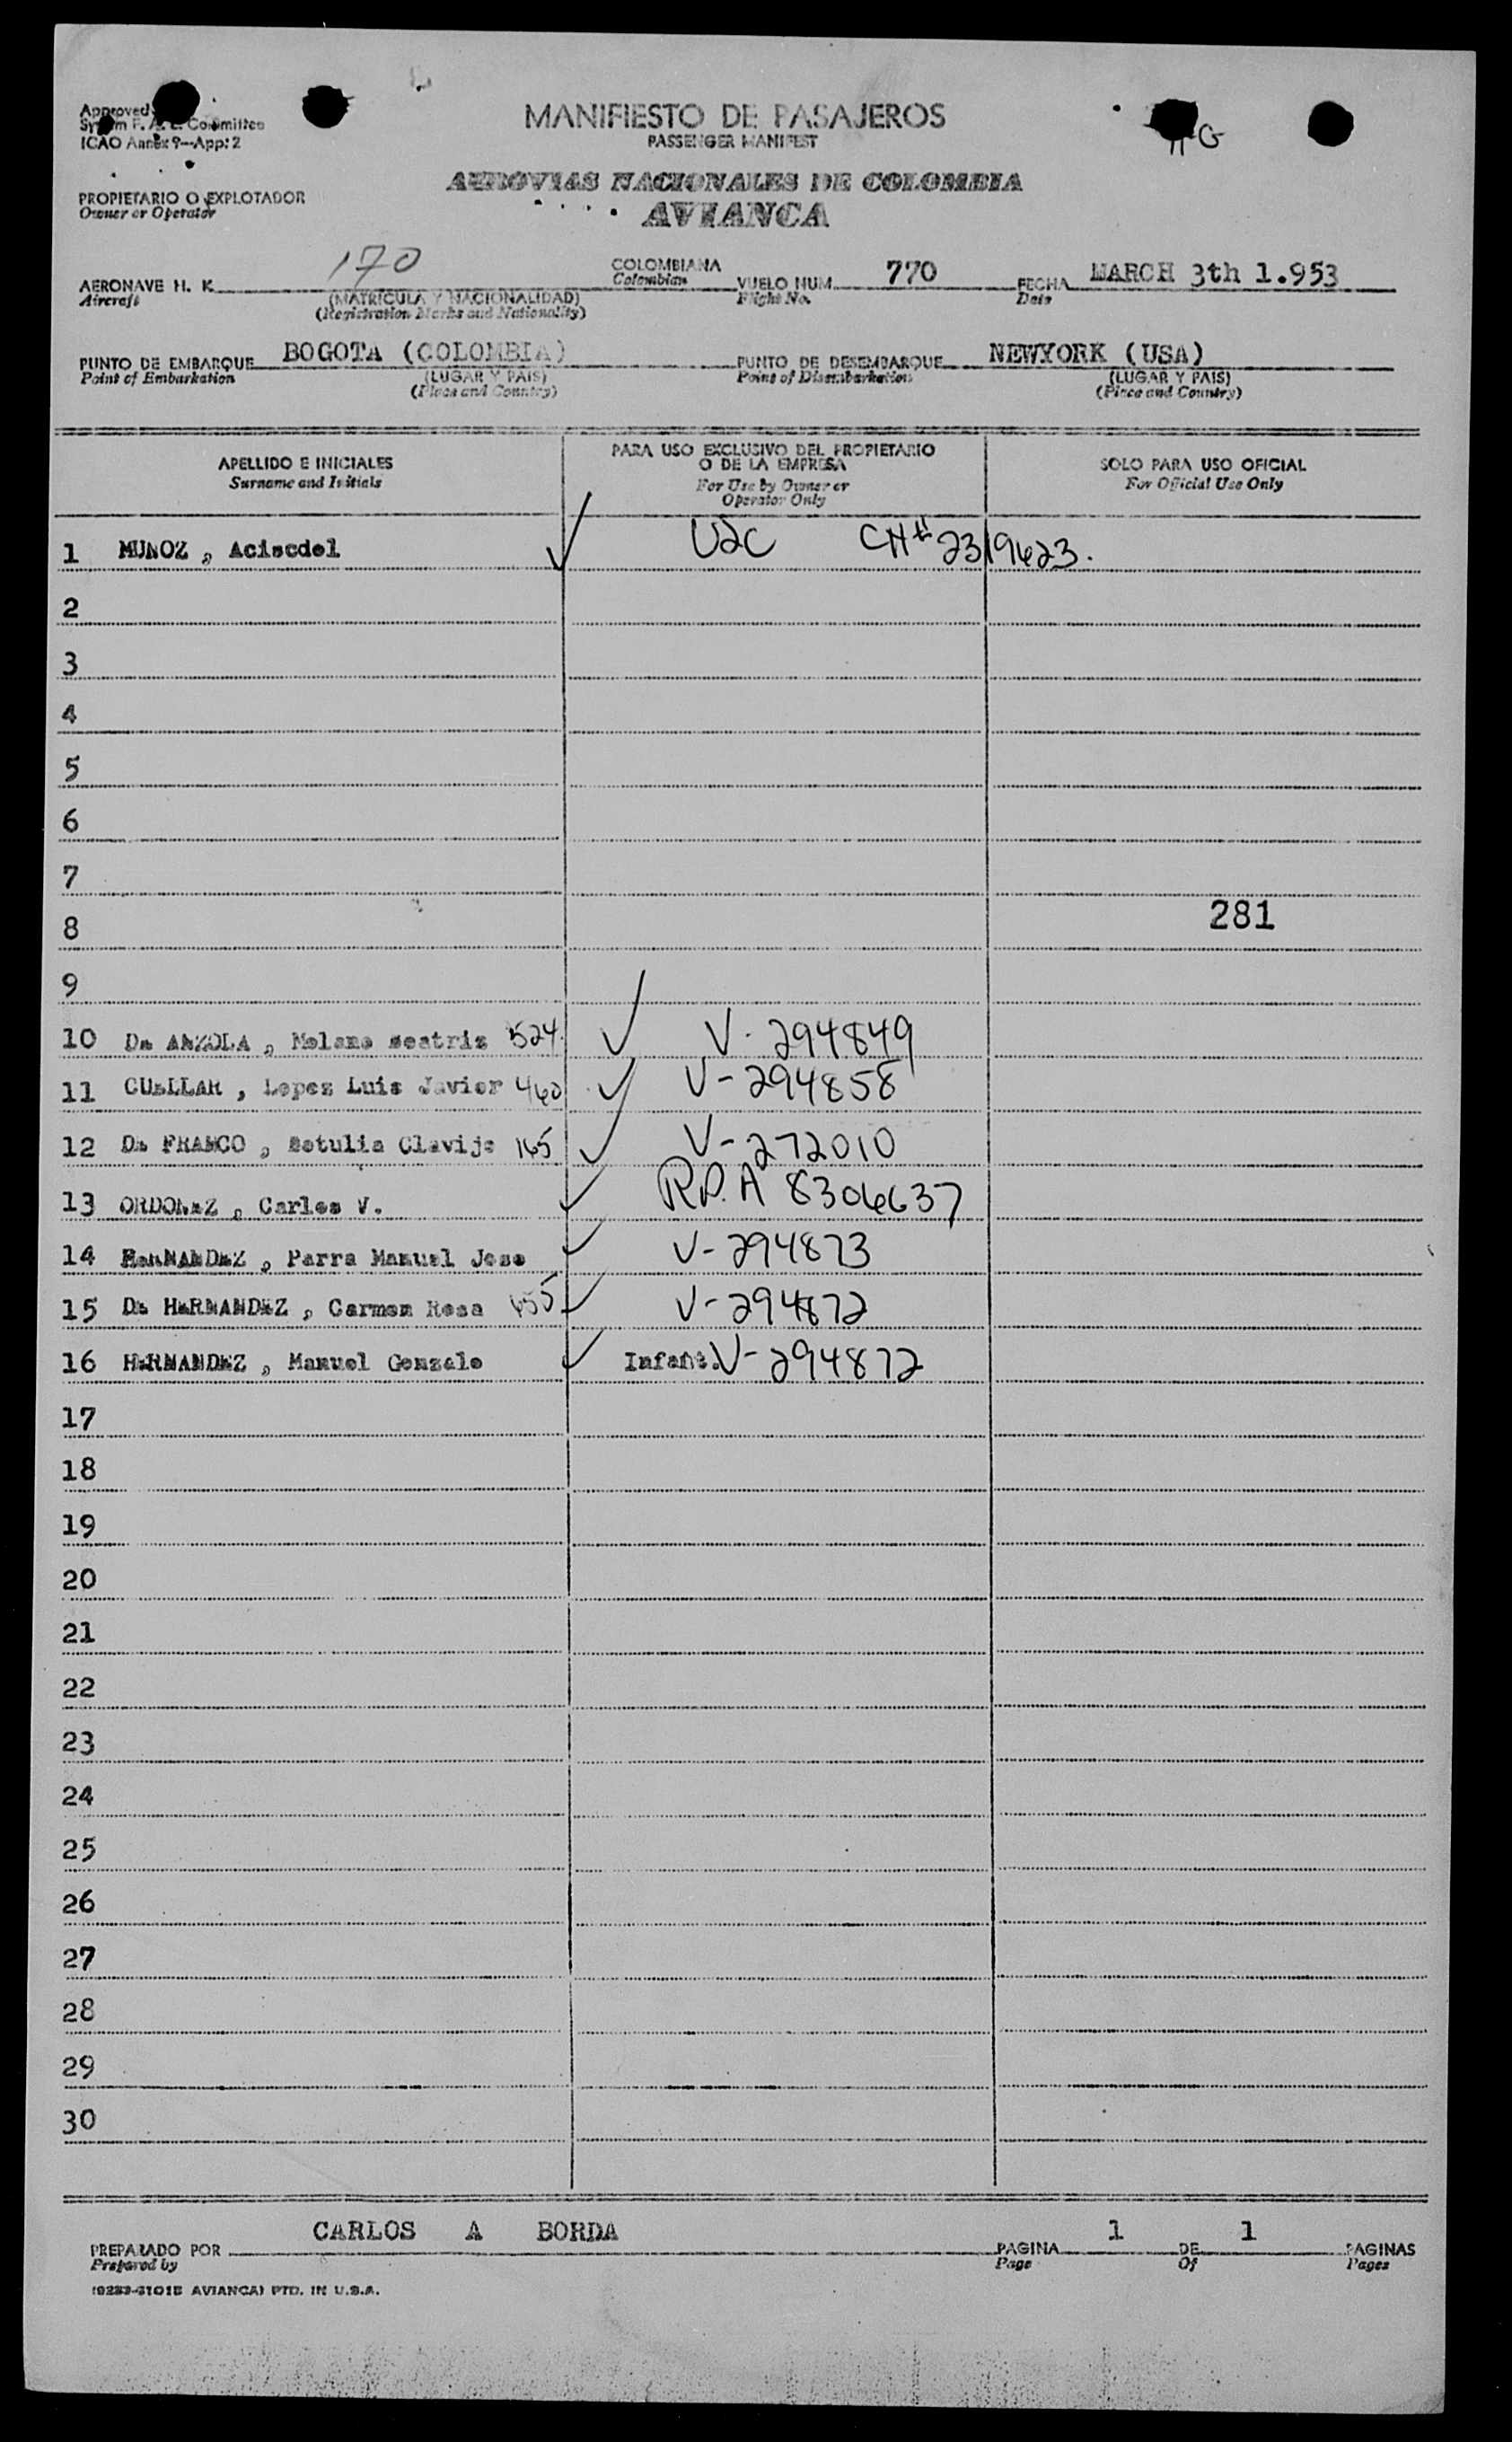 Approved
System F. A. L. Committee
ICAO Annex 9—App: 2
MANIFIESTO DE PASAJEROS
PASSENGER MANIFEST
G
PROPIETARIO O EXPLOTADOR
Owner or Operator
AEROVIAS NACIONALES DE COLOMBIA
AVIANCA
AERONAVE H. K. 170 COLOMBIANA VUELO NUM. 770 FECHA MARCH 3th 1.953
Aircraft (MATRICULA Y NACIONALIDAD) Colombian Flight No. Date
(Registration Marks and Nationality)
PUNTO DE EMBARQUE BOGOTA (COLOMBIA) PUNTO DE DESEMBARQUE NEWYORK (USA)
Point of Embarkation (LUGAR Y PAIS) Point of Disembarkation (LUGAR Y PAIS)
(Place and Country) (Place and Country)
APELLIDO E INICIALES
Surname and Initials
PARA USO EXCLUSIVO DEL PROPIETARIO
O DE LA EMPRESA
For Use by Owner or
Operator Only
SOLO PARA USO OFICIAL
For Official Use Only
1 MUNOZ , Aciscdel USC CH# 2319623.
2
3
4
5
6
7
8 281
9
10 De ANZOLA , Melano Beatriz 524 V- 294849
11 CUELLAR , Lopez Luis Javier 460 V- 294858
12 De FRANCO , Betulia Clavijo 165 V- 272010
13 ORDONEZ , Carlos V. R.P. A 8306637
14 HERNANDEZ , Parra Manuel Jose V- 294873
15 De HERNANDEZ , Carmen Rosa 655 V- 294872
16 HERNANDEZ , Manuel Gonzalo Infant. V- 294872
17
18
19
20
21
22
23
24
25
26
27
28
29
30
PREPARADO POR CARLOS A BORDA PAGINA 1 DE 1 PAGINAS
Prepared by Page Of Pages
(9283-3101B AVIANCA) PTD. IN U.S.A.